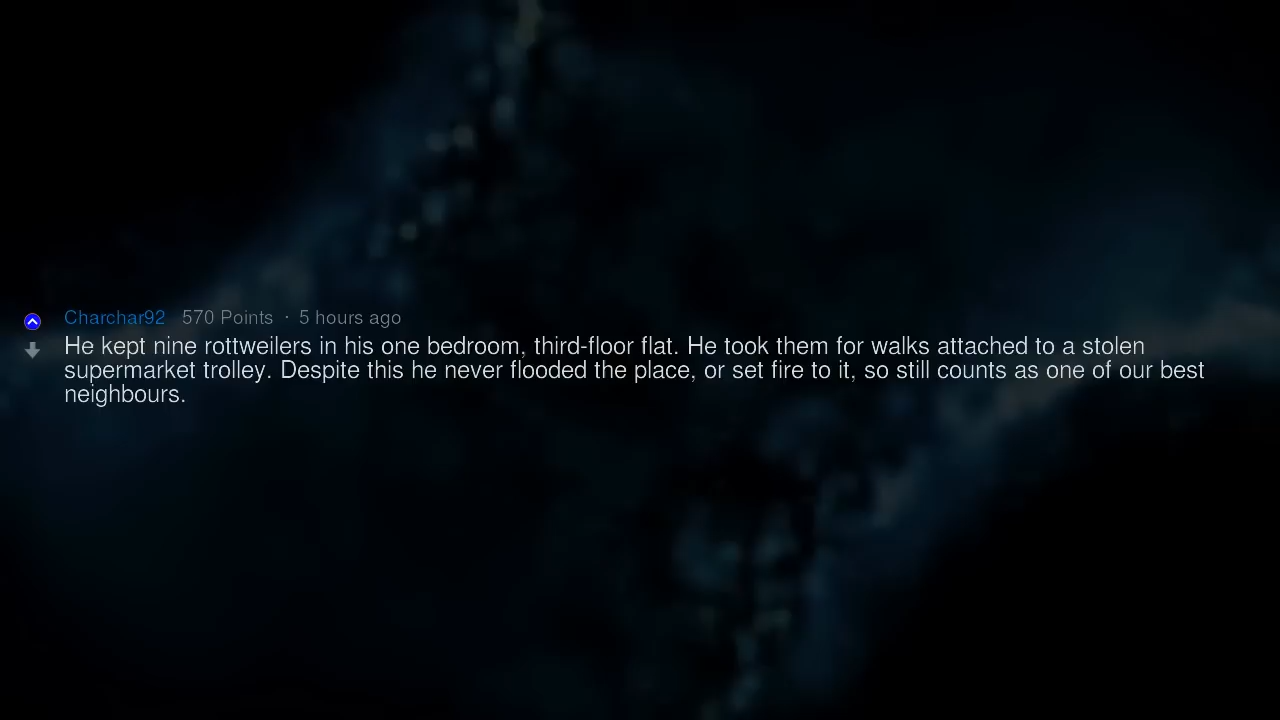 Charchar92 570 Points · 5 hours ago
He kept nine rottweilers in his one bedroom, third-floor flat. He took them for walks attached to a stolen
supermarket trolley. Despite this he never flooded the place, or set fire to it, so still counts as one of our best
neighbours.